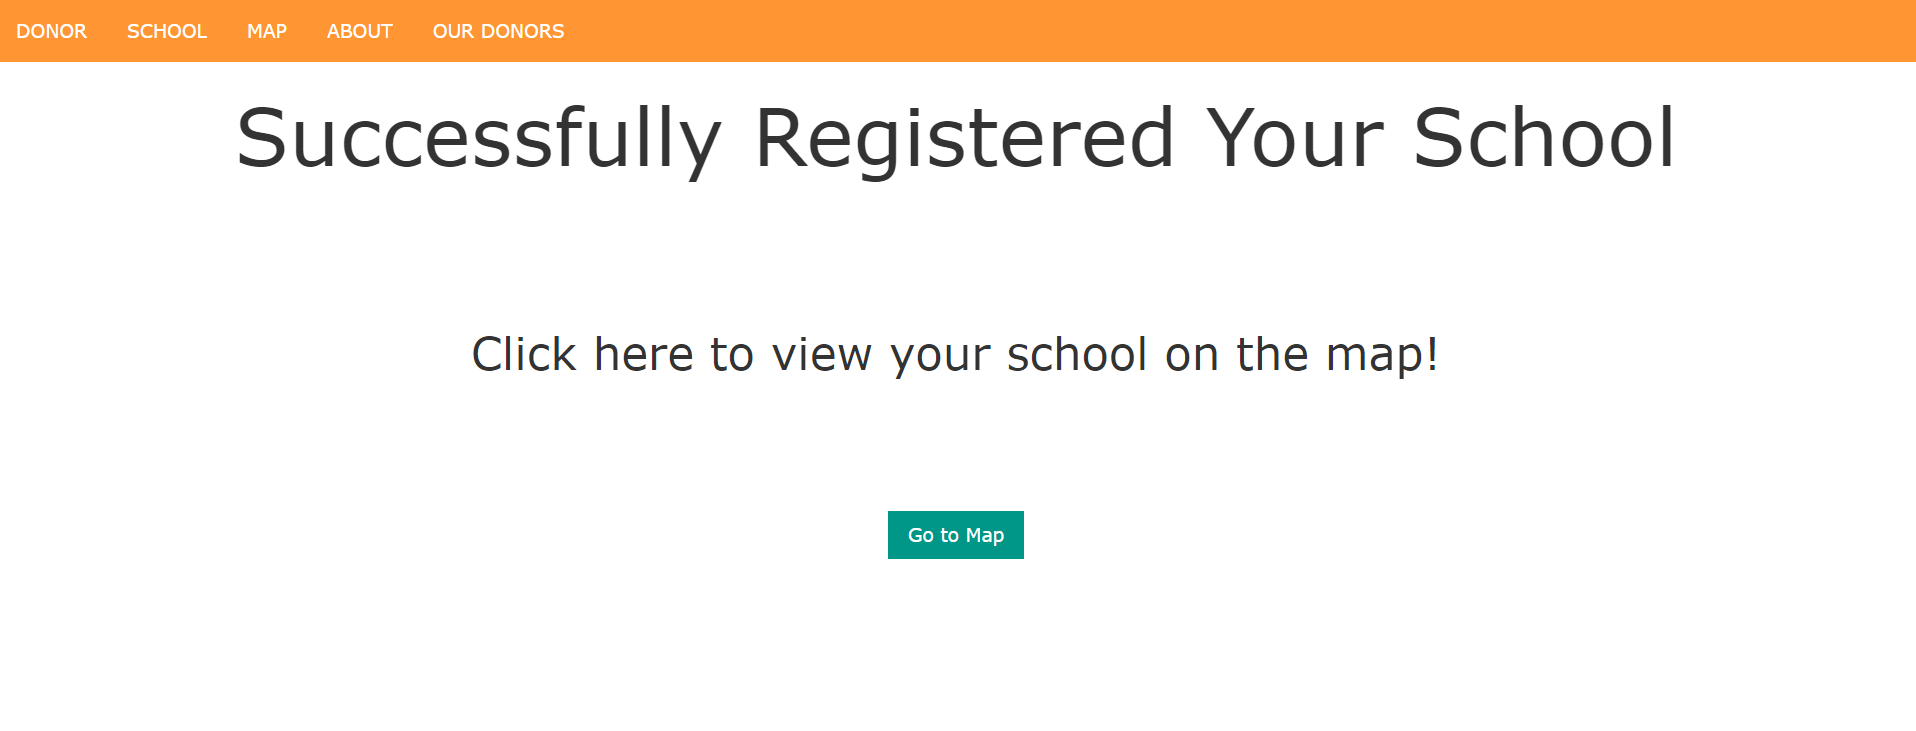 DONOR SCHOOL MAP ABOUT OUR DONORS
Successfully Registered Your School
Click here to view your school on the map!
Go to Map